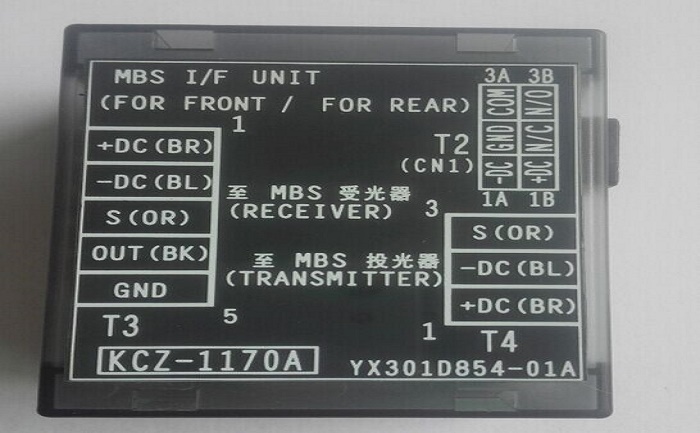 MBS I/F UNIT
(FOR FRONT / FOR REAR)
3A 3B
COM N/O
GND N/C
-DC +DC
1A 1B
T2
(CN1)
1
+DC(BR)
-DC(BL)
S(OR)
OUT(BK)
GND
5
T3
至 MBS 受光器
(RECEIVER)
至 MBS 投光器
(TRANSMITTER)
3
S(OR)
-DC(BL)
+DC(BR)
1
T4
KCZ-1170A
YX301D854-01A